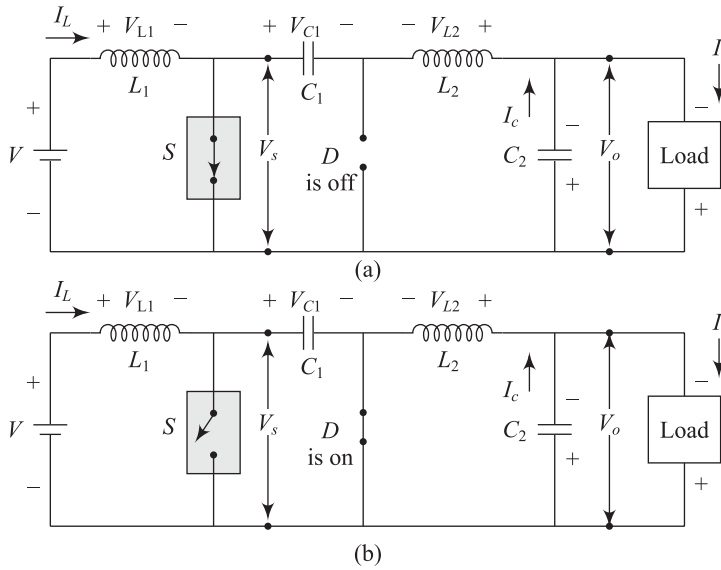 I_L + V_L1 − + V_C1 − − V_L2 + I
L_1 C_1 L_2
+ I_c − −
V S V_s D is off C_2 V_o Load
− + +
(a)
I_L + V_L1 − + V_C1 − − V_L2 + I
L_1 C_1 L_2
+ I_c − −
V S V_s D is on C_2 V_o Load
− + +
(b)